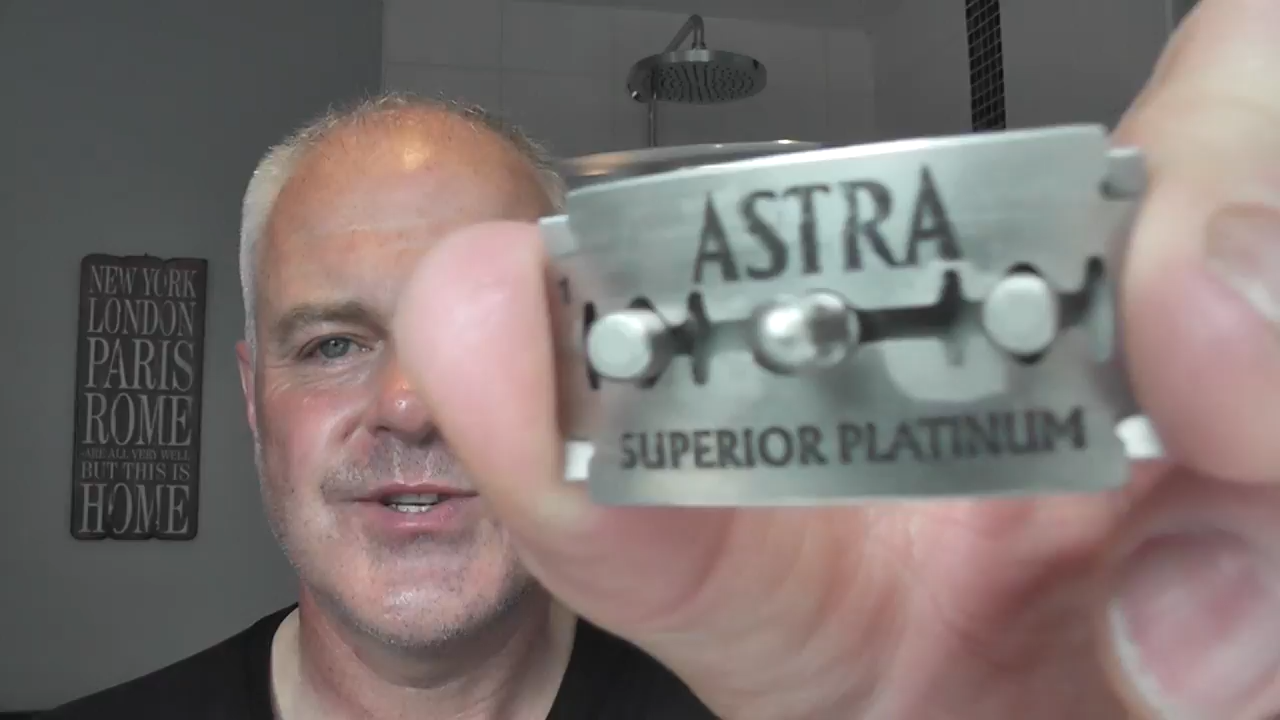 NEW YORK
LONDON
PARIS
ROME
-ARE ALL VERY WELL
BUT THIS IS
HOME
ASTRA
SUPERIOR PLATINUM